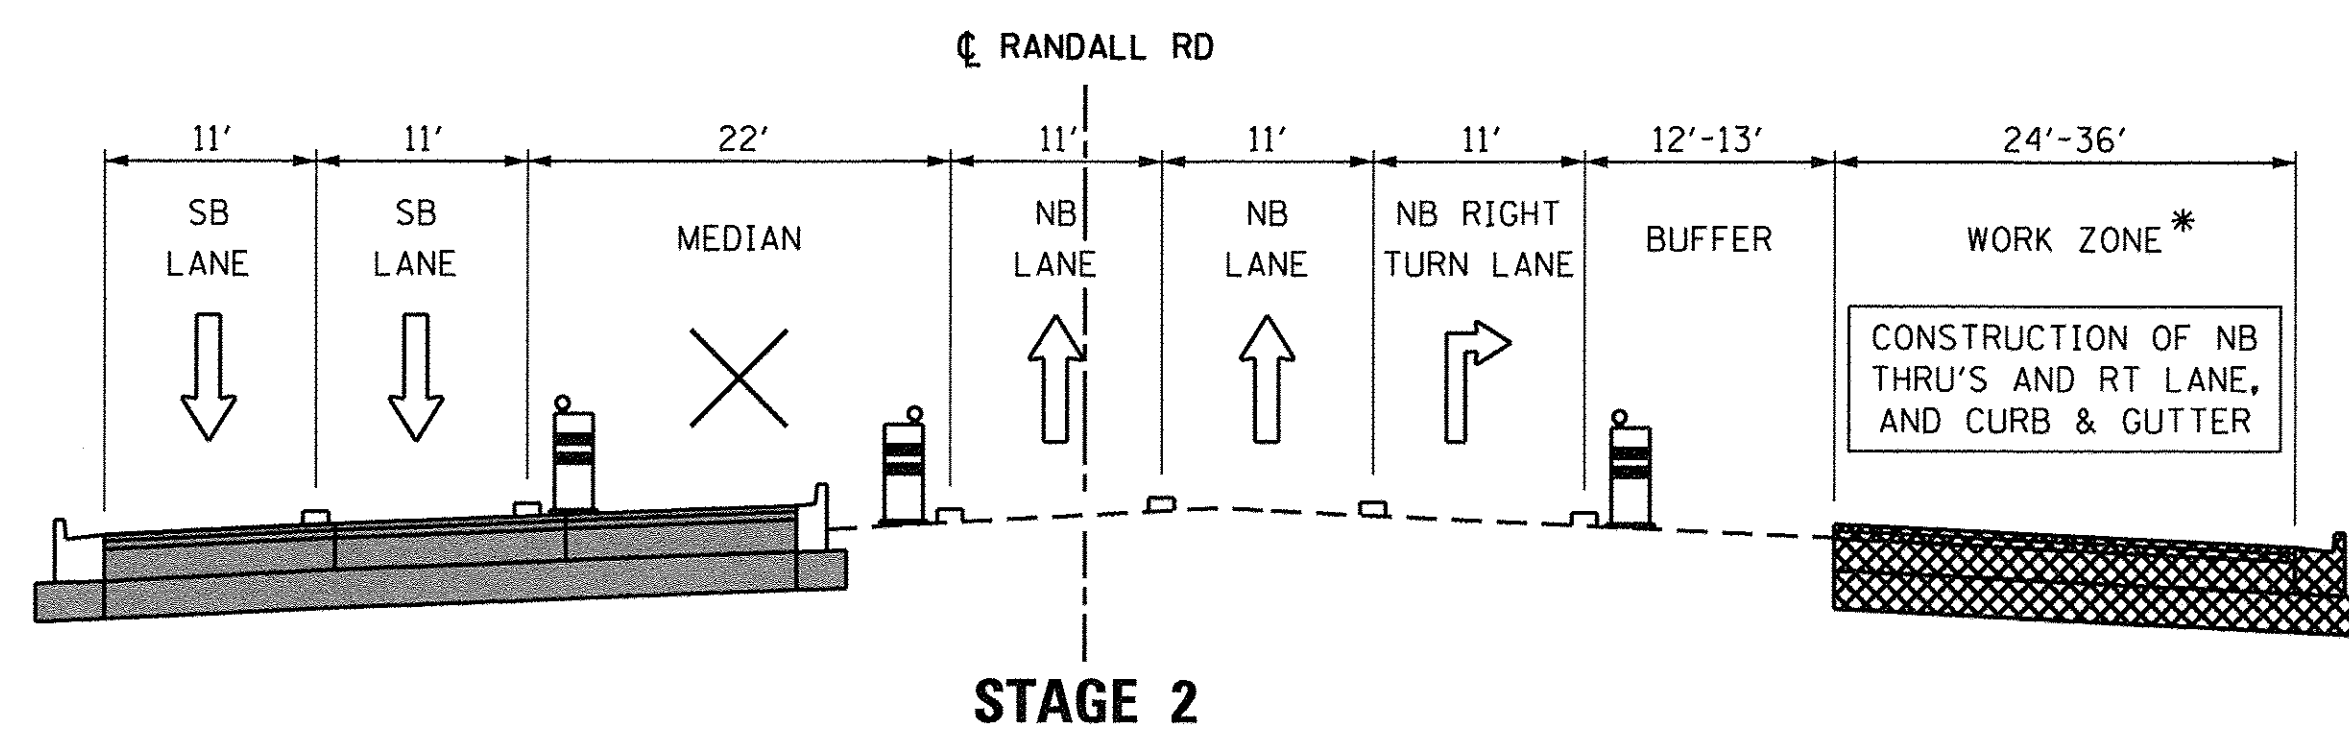 ℄ RANDALL RD
11' 11' 22' 11' 11' 11' 12'-13' 24'-36'
SB
LANE
SB
LANE
MEDIAN
NB
LANE
NB
LANE
NB RIGHT
TURN LANE
BUFFER
WORK ZONE*
CONSTRUCTION OF NB
THRU'S AND RT LANE,
AND CURB & GUTTER
STAGE 2